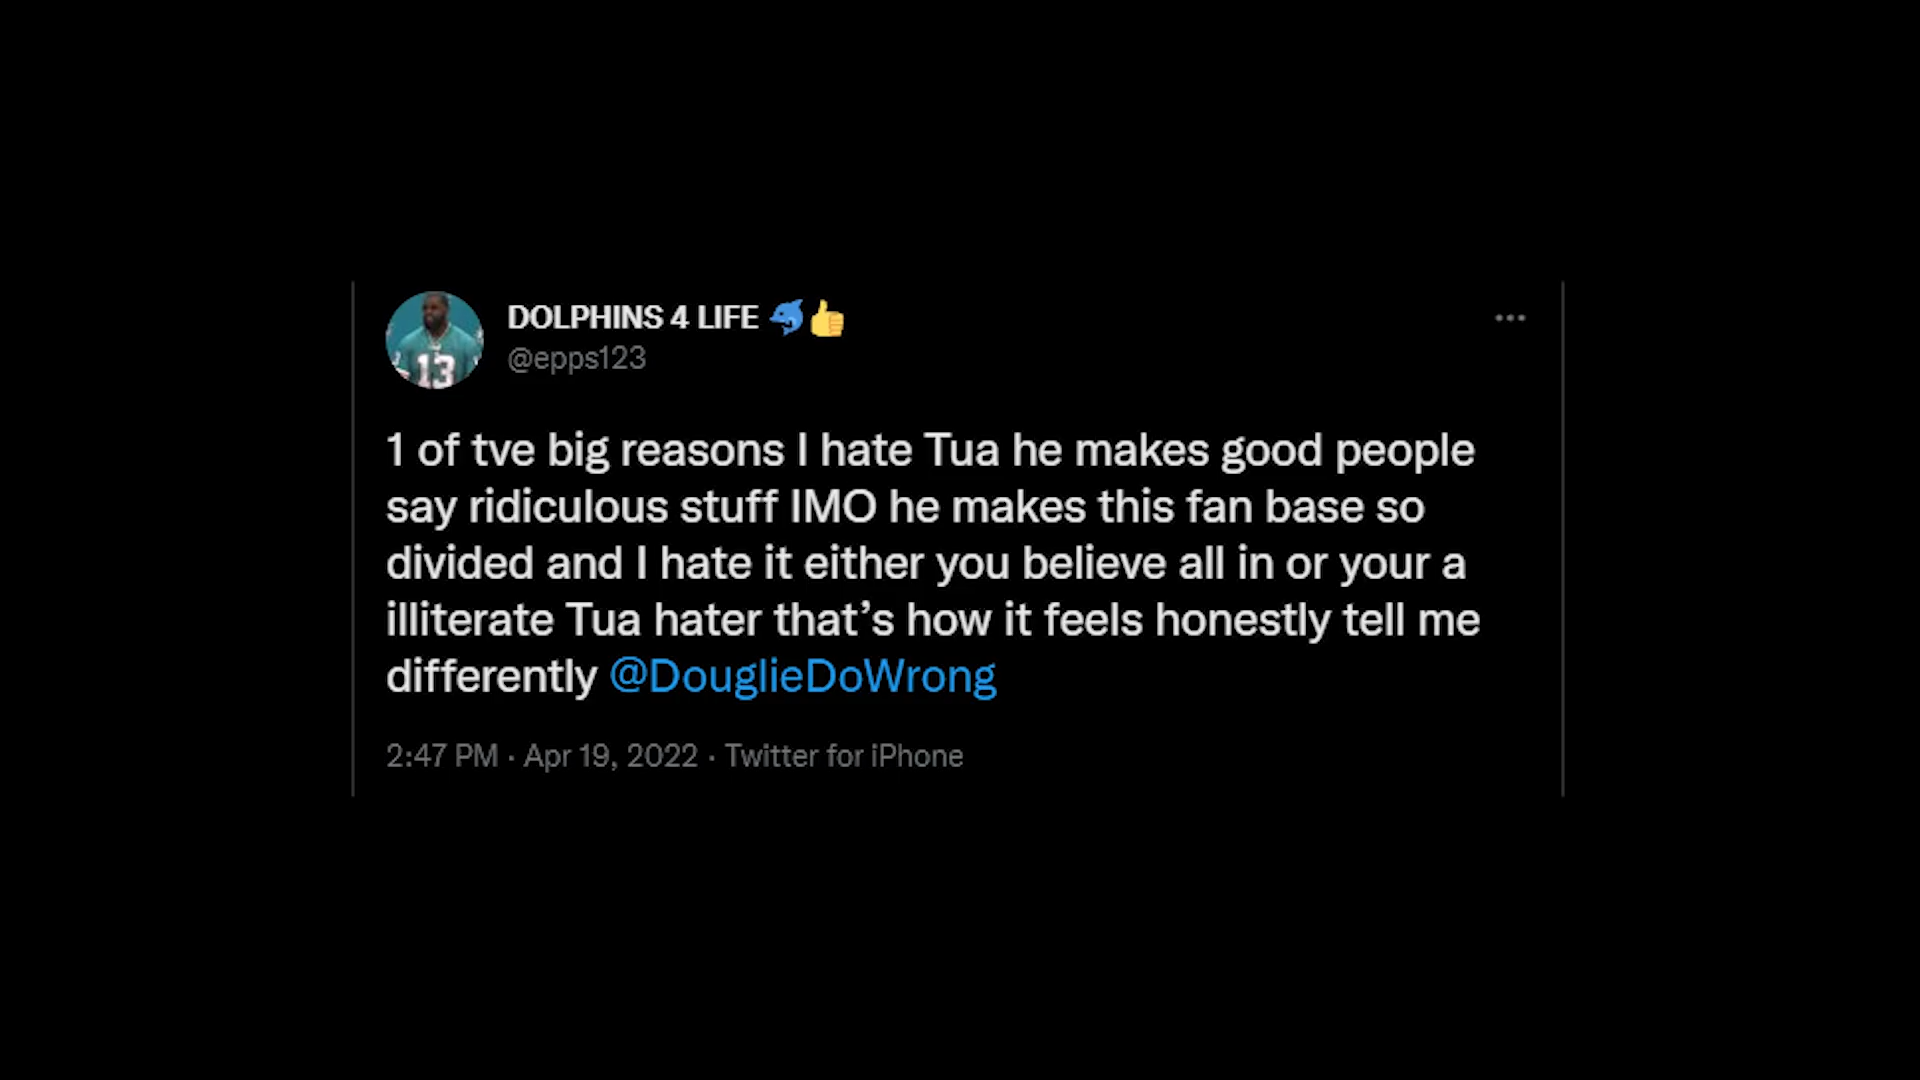 DOLPHINS 4 LIFE 🐬👍
@epps123
1 of tve big reasons I hate Tua he makes good people
say ridiculous stuff IMO he makes this fan base so
divided and I hate it either you believe all in or your a
illiterate Tua hater that’s how it feels honestly tell me
differently @DouglieDoWrong
2:47 PM · Apr 19, 2022 · Twitter for iPhone
13